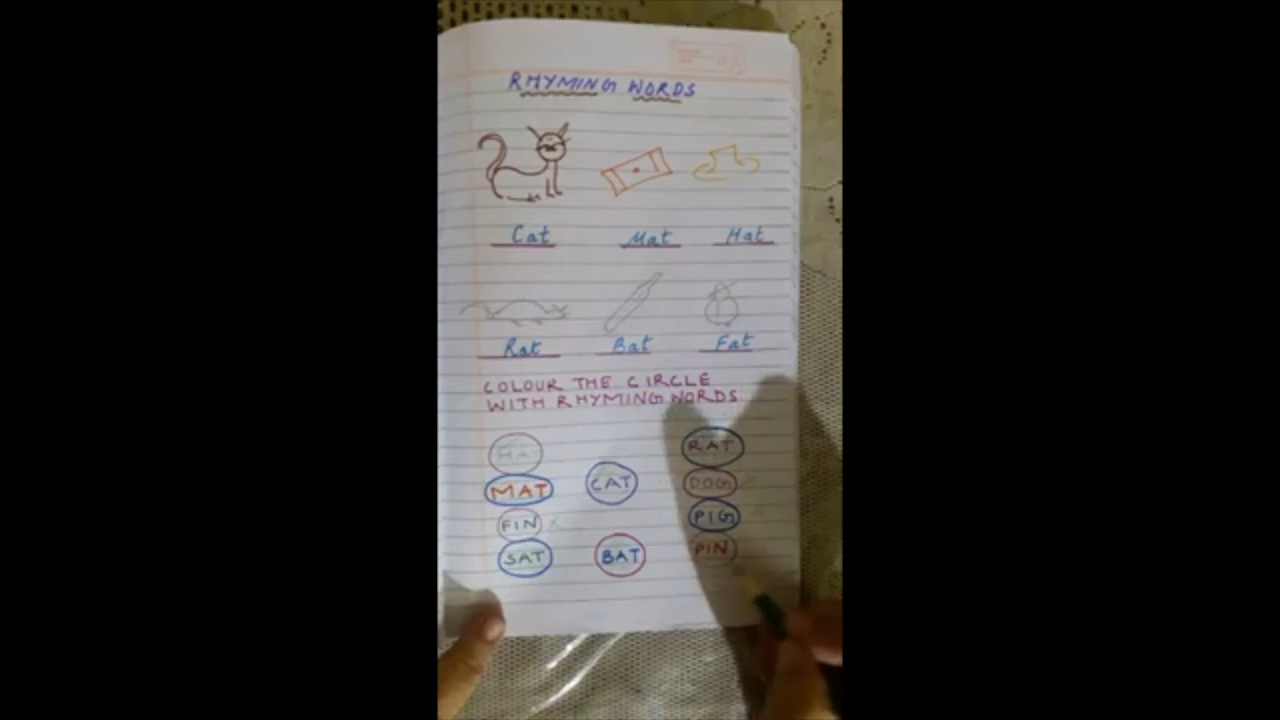 RHYMING WORDS
Cat Mat Hat
Rat Bat Fat
COLOUR THE CIRCLE
WITH RHYMING WORDS
HAT RAT
MAT CAT DOG
FIN PIG
SAT BAT PIN